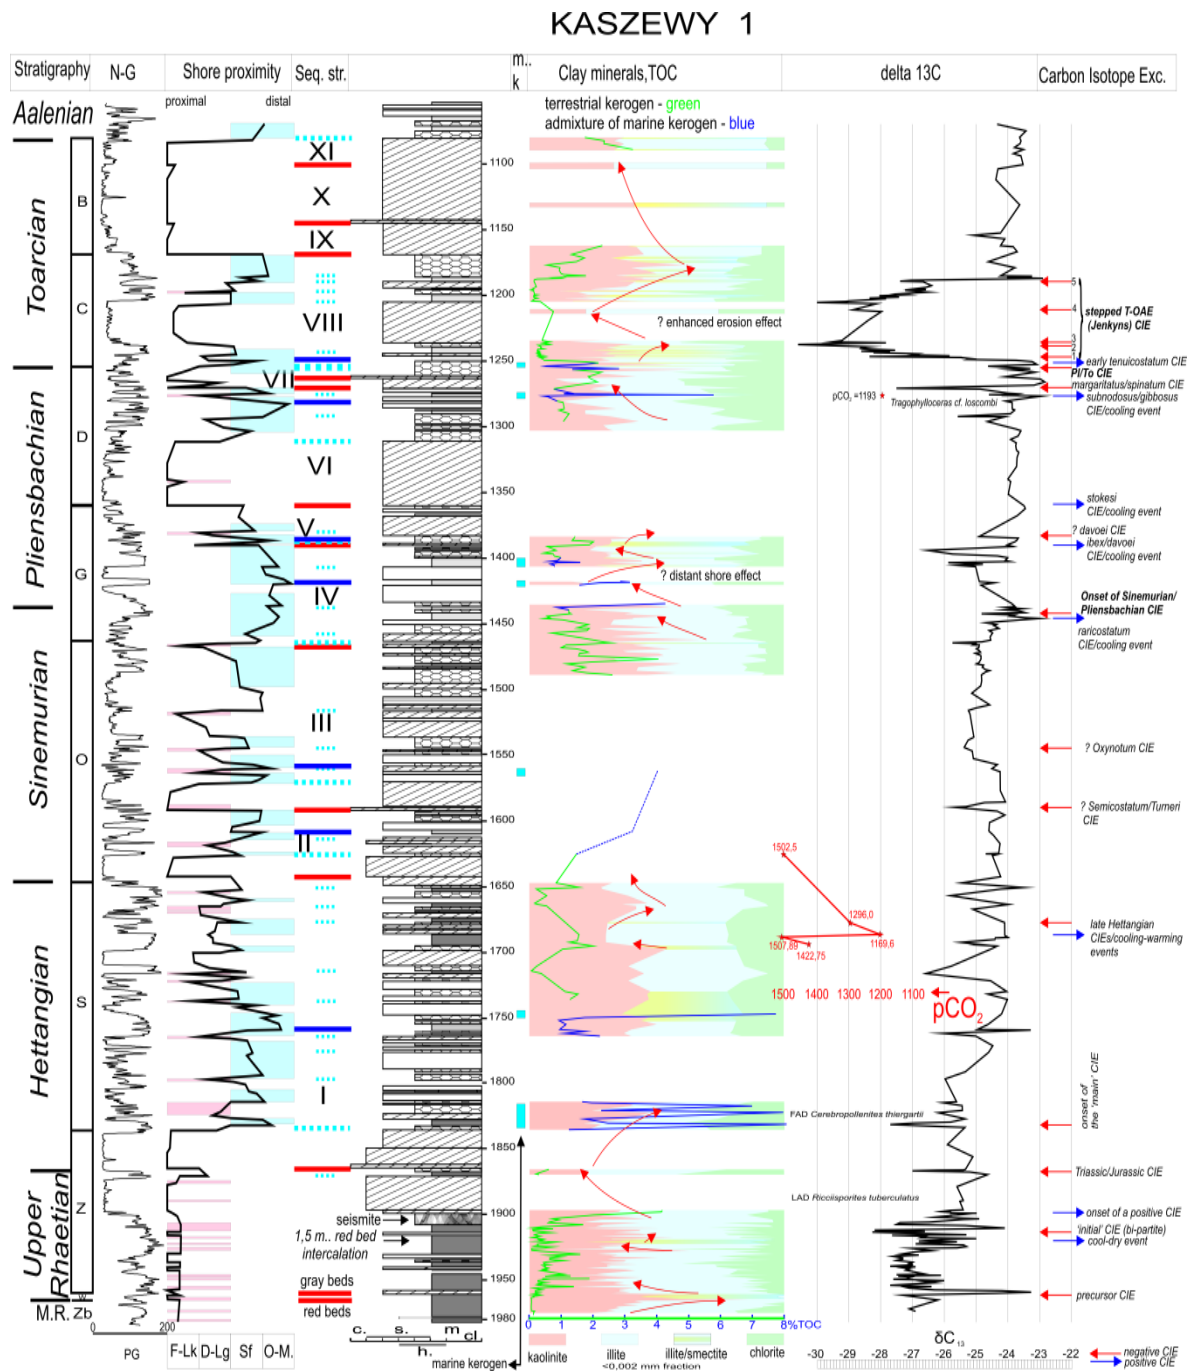 KASZEWY 1
Stratigraphy
N-G
Shore proximity
Seq. str.
m..
k
Clay minerals,TOC
delta 13C
Carbon Isotope Exc.
proximal
distal
terrestrial kerogen - green
admixture of marine kerogen - blue
Aalenian
Toarcian
Pliensbachian
Sinemurian
Hettangian
Upper
Rhaetian
M.R.
B
C
D
G
O
S
Z
Zb
XI
X
IX
VIII
VII
VI
V
IV
III
II
I
1100
1150
1200
1250
1300
1350
1400
1450
1500
1550
1600
1650
1700
1750
1800
1850
1900
1950
1980
? enhanced erosion effect
? distant shore effect
5
4
3
2
1
stepped T-OAE
(Jenkyns) CIE
early tenuicostatum CIE
Pl/To CIE
margaritatus/spinatum CIE
subnodosus/gibbosus
CIE/cooling event
pCO2 =1193
Tragophylloceras cf. loscombi
stokesi
CIE/cooling event
? davoei CIE
ibex/davoei
CIE/cooling event
Onset of Sinemurian/
Pliensbachian CIE
raricostatum
CIE/cooling event
? Oxynotum CIE
? Semicostatum/Turneri
CIE
1502,5
1296,0
1507,89
1422,75
1169,6
1500 1400 1300 1200 1100
pCO2
late Hettangian
CIEs/cooling-warming
events
onset of
the 'main' CIE
FAD Cerebropollenites thiergartii
Triassic/Jurassic CIE
LAD Ricciisporites tuberculatus
onset of a positive CIE
'initial' CIE (bi-partite)
cool-dry event
precursor CIE
seismite
1,5 m.. red bed
intercalation
gray beds
red beds
0 200
PG
F-Lk D-Lg Sf O-M.
c. s. m cl.
h.
marine kerogen
0 1 2 3 4 5 6 7 8%TOC
kaolinite
illite
illite/smectite
chlorite
<0,002 mm fraction
δC13
-30 -29 -28 -27 -26 -25 -24 -23 -22
negative CIE
positive CIE